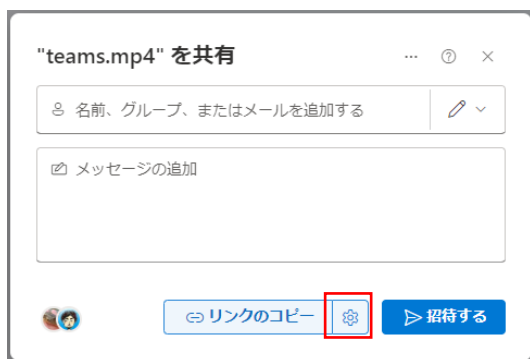 "teams.mp4" を共有
名前、グループ、またはメールを追加する
メッセージの追加
リンクのコピー
招待する